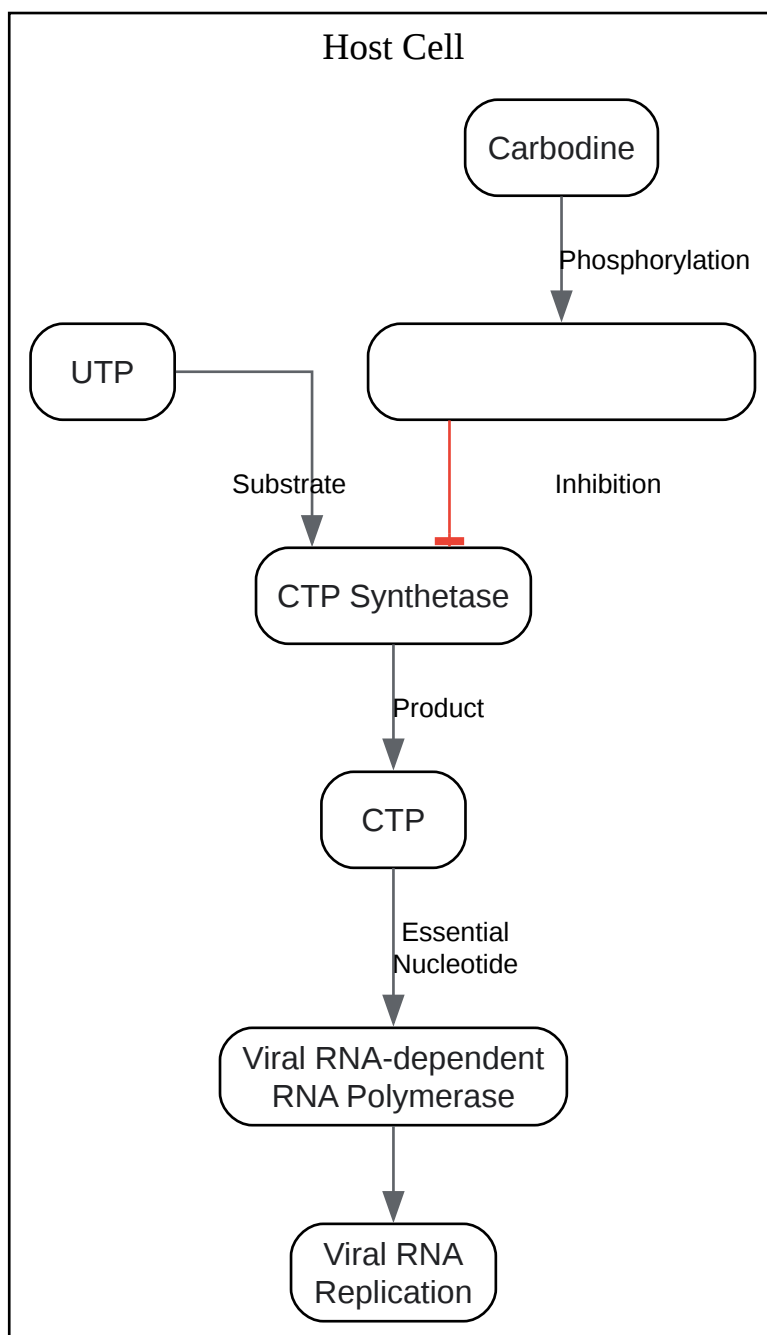 Host Cell
Carbodine
Phosphorylation
UTP
Substrate
Inhibition
CTP Synthetase
Product
CTP
Essential
Nucleotide
Viral RNA-dependent
RNA Polymerase
Viral RNA
Replication